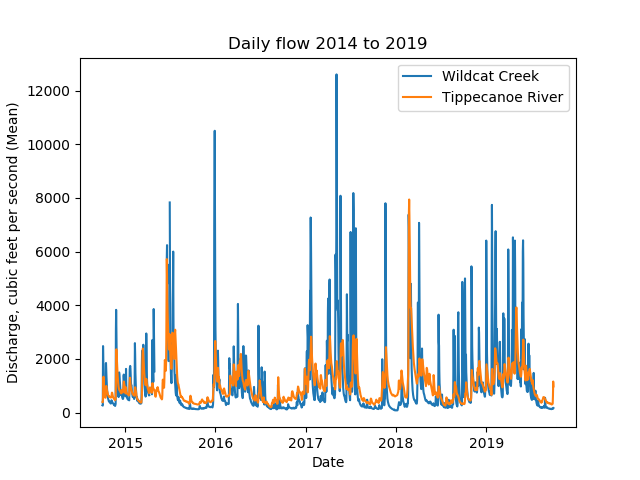 Daily flow 2014 to 2019
Wildcat Creek
Tippecanoe River
Discharge, cubic feet per second (Mean)
12000
10000
8000
6000
4000
2000
0
2015 2016 2017 2018 2019
Date